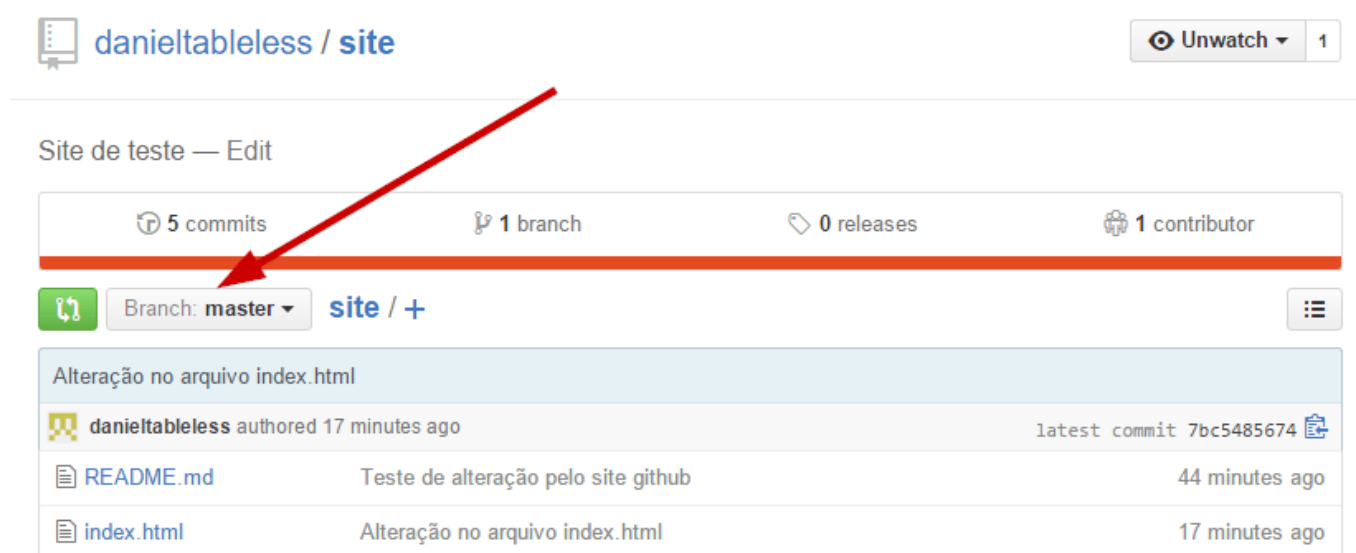 danieltableless / site
Unwatch 1
Site de teste — Edit
5 commits 1 branch 0 releases 1 contributor
Branch: master site / +
Alteração no arquivo index.html
danieltableless authored 17 minutes ago latest commit 7bc5485674
README.md Teste de alteração pelo site github 44 minutes ago
index.html Alteração no arquivo index.html 17 minutes ago